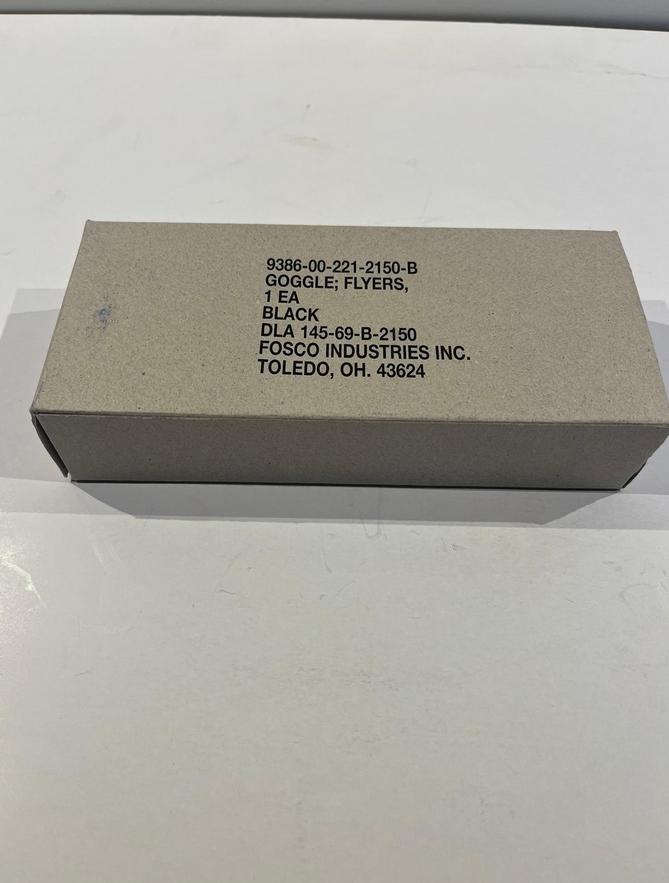 9386-00-221-2150-B
GOGGLE; FLYERS,
1 EA
BLACK
DLA 145-69-B-2150
FOSCO INDUSTRIES INC.
TOLEDO, OH. 43624